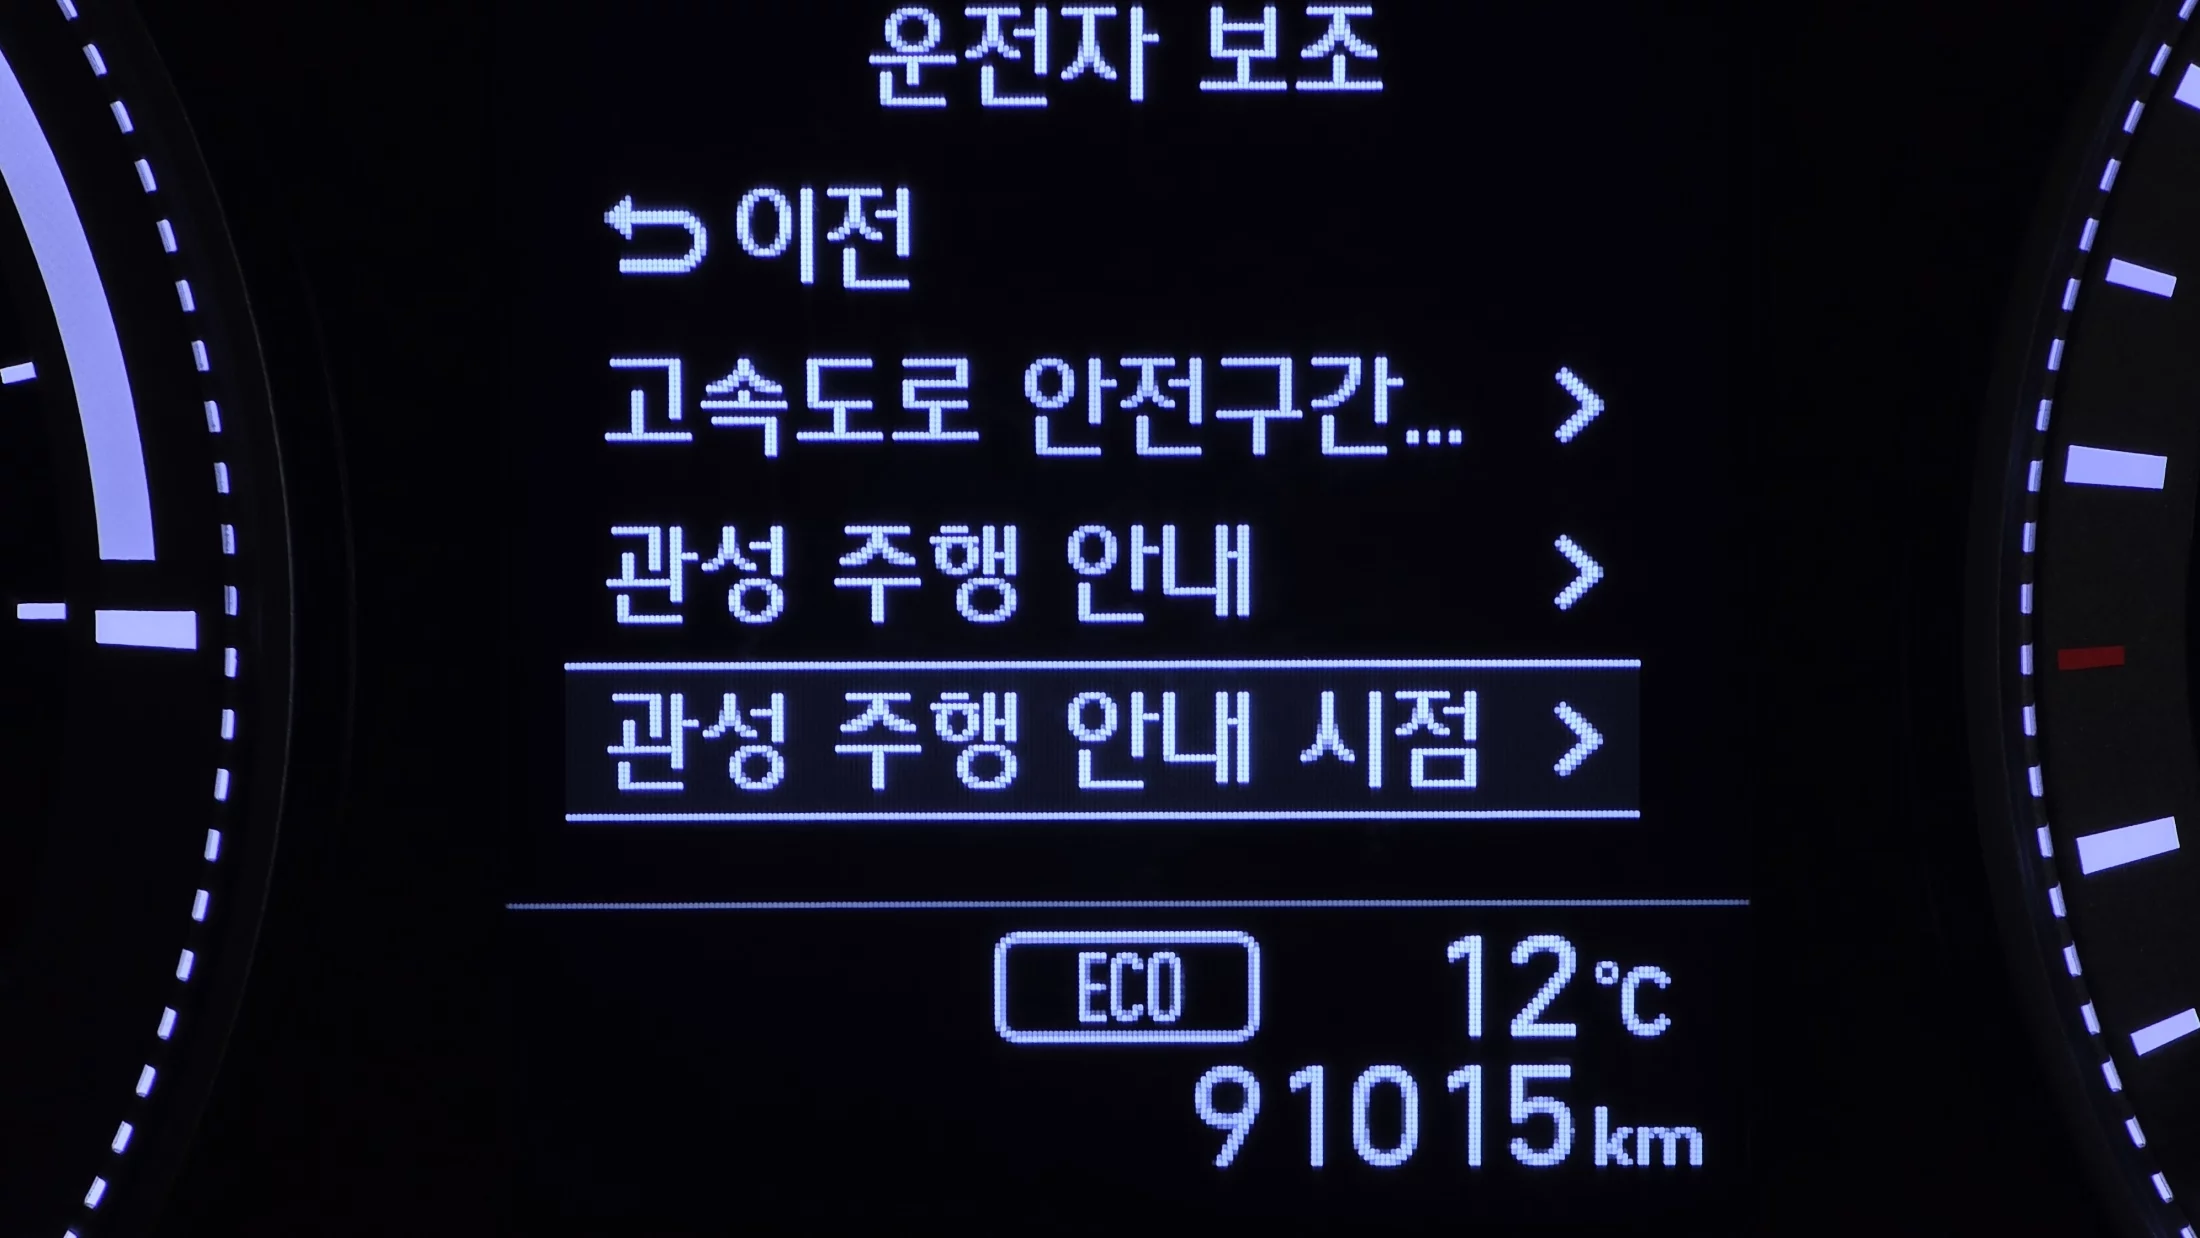 운전자 보조
이전
고속도로 안전구간...
관성 주행 안내
관성 주행 안내 시점
ECO 12℃
91015km